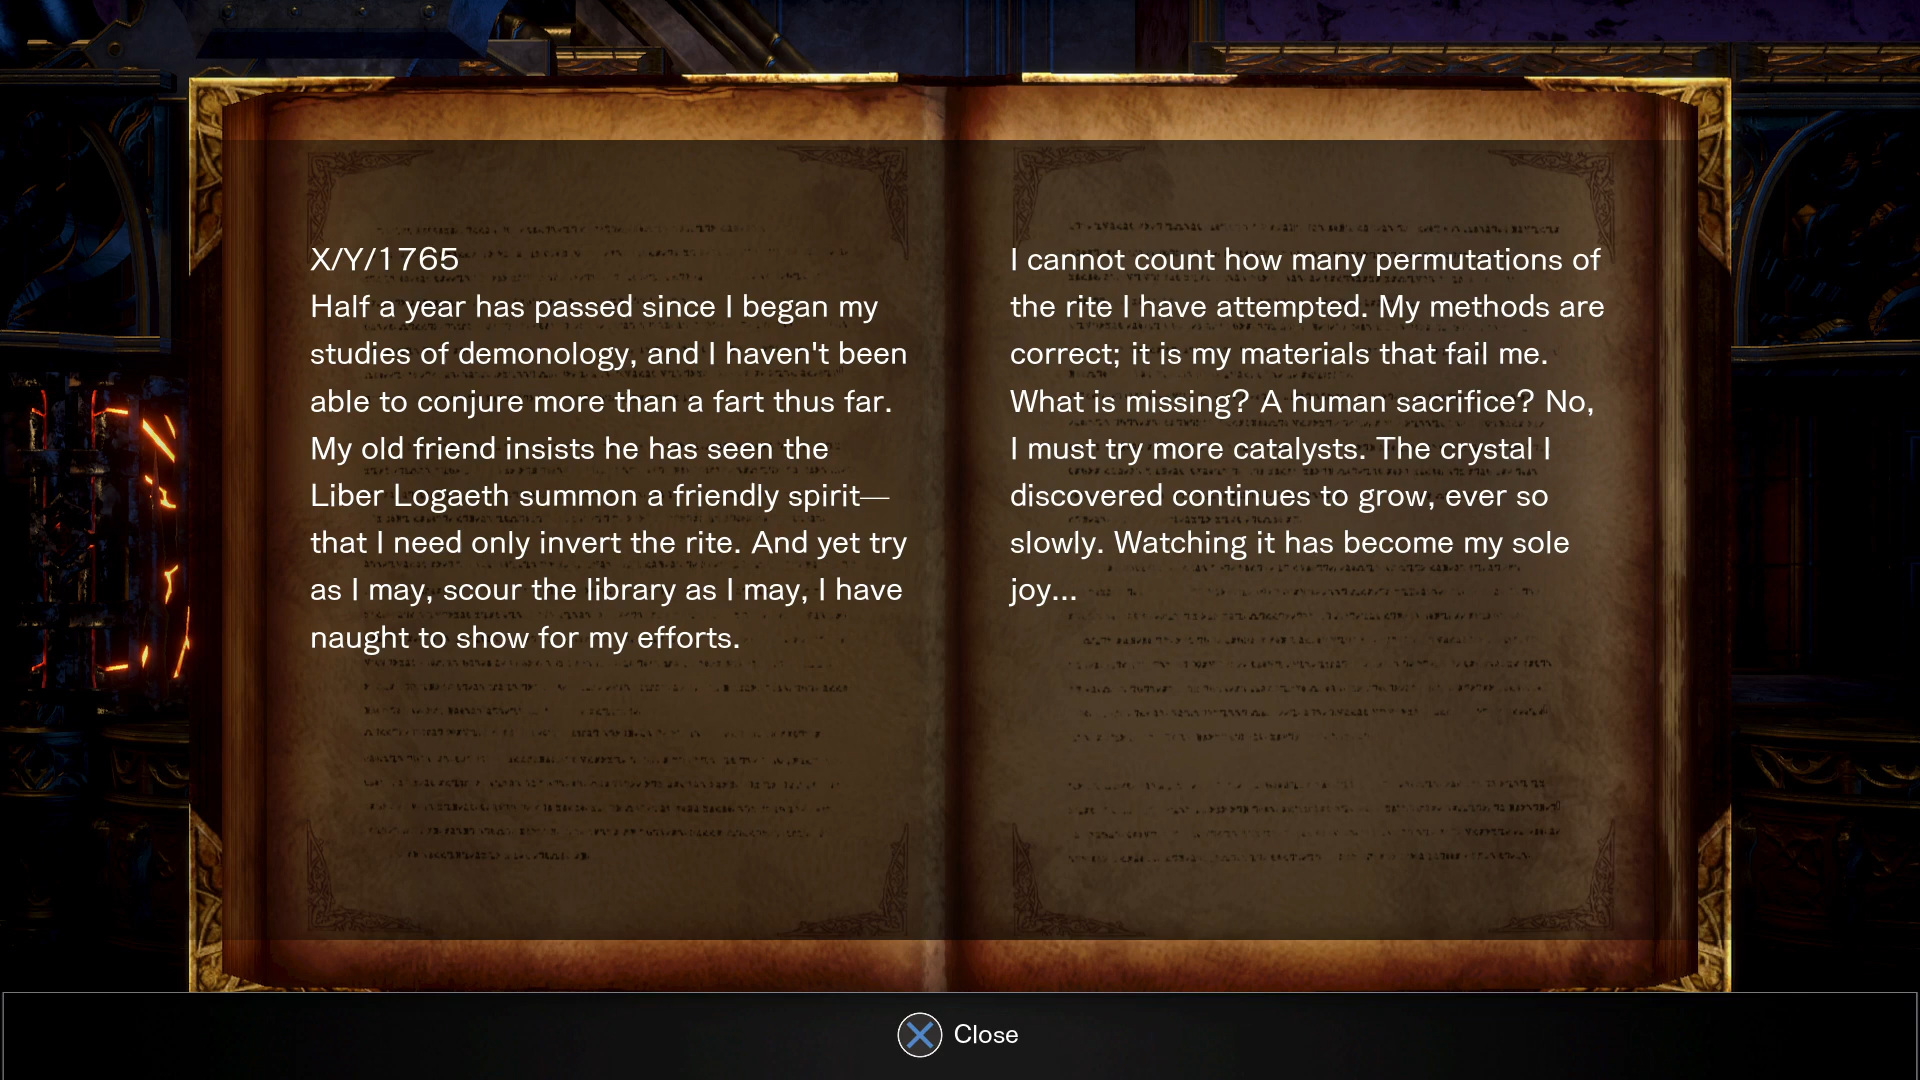 X/Y/1765
Half a year has passed since I began my
studies of demonology, and I haven't been
able to conjure more than a fart thus far.
My old friend insists he has seen the
Liber Logaeth summon a friendly spirit—
that I need only invert the rite. And yet try
as I may, scour the library as I may, I have
naught to show for my efforts.
I cannot count how many permutations of
the rite I have attempted. My methods are
correct; it is my materials that fail me.
What is missing? A human sacrifice? No,
I must try more catalysts. The crystal I
discovered continues to grow, ever so
slowly. Watching it has become my sole
joy...
Close